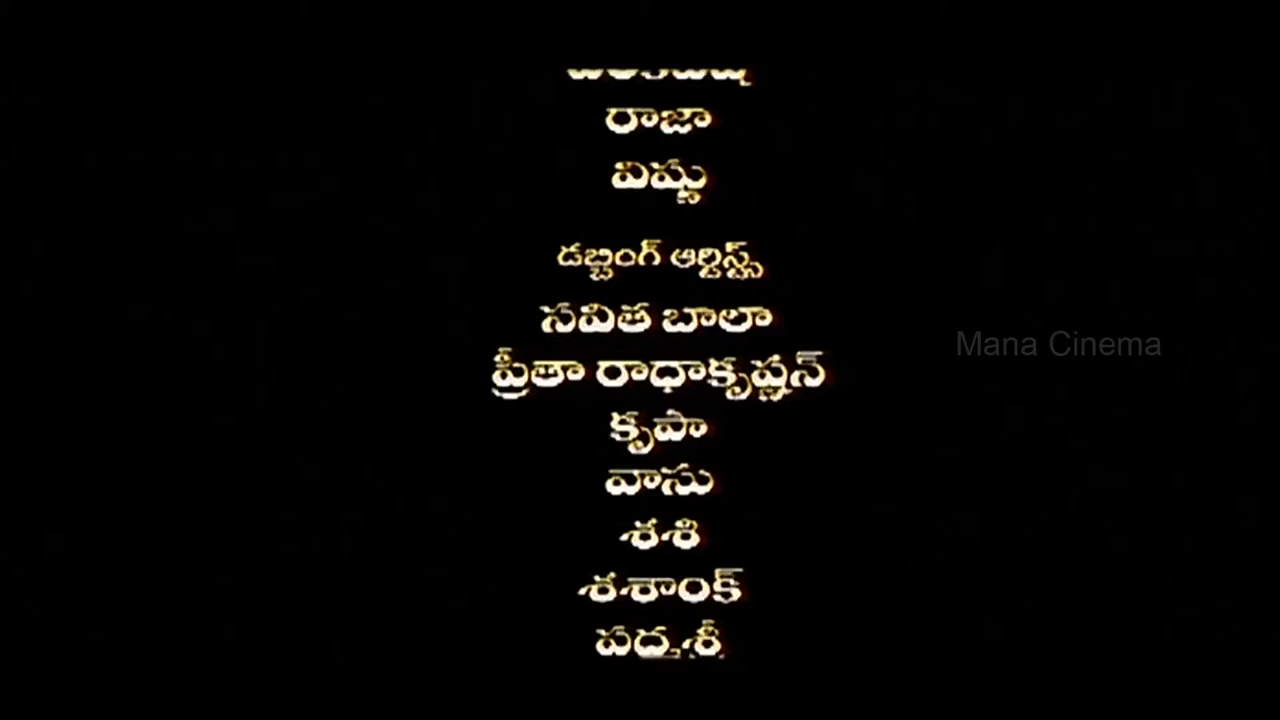 రాజా
విష్ణు
డబ్బింగ్ ఆర్టిస్ట్స్
సవిత బాలా
ప్రీతా రాధాకృష్ణన్
కృపా
వాసు
శశి
శశాంక్
పద్మశ్రీ
Mana Cinema